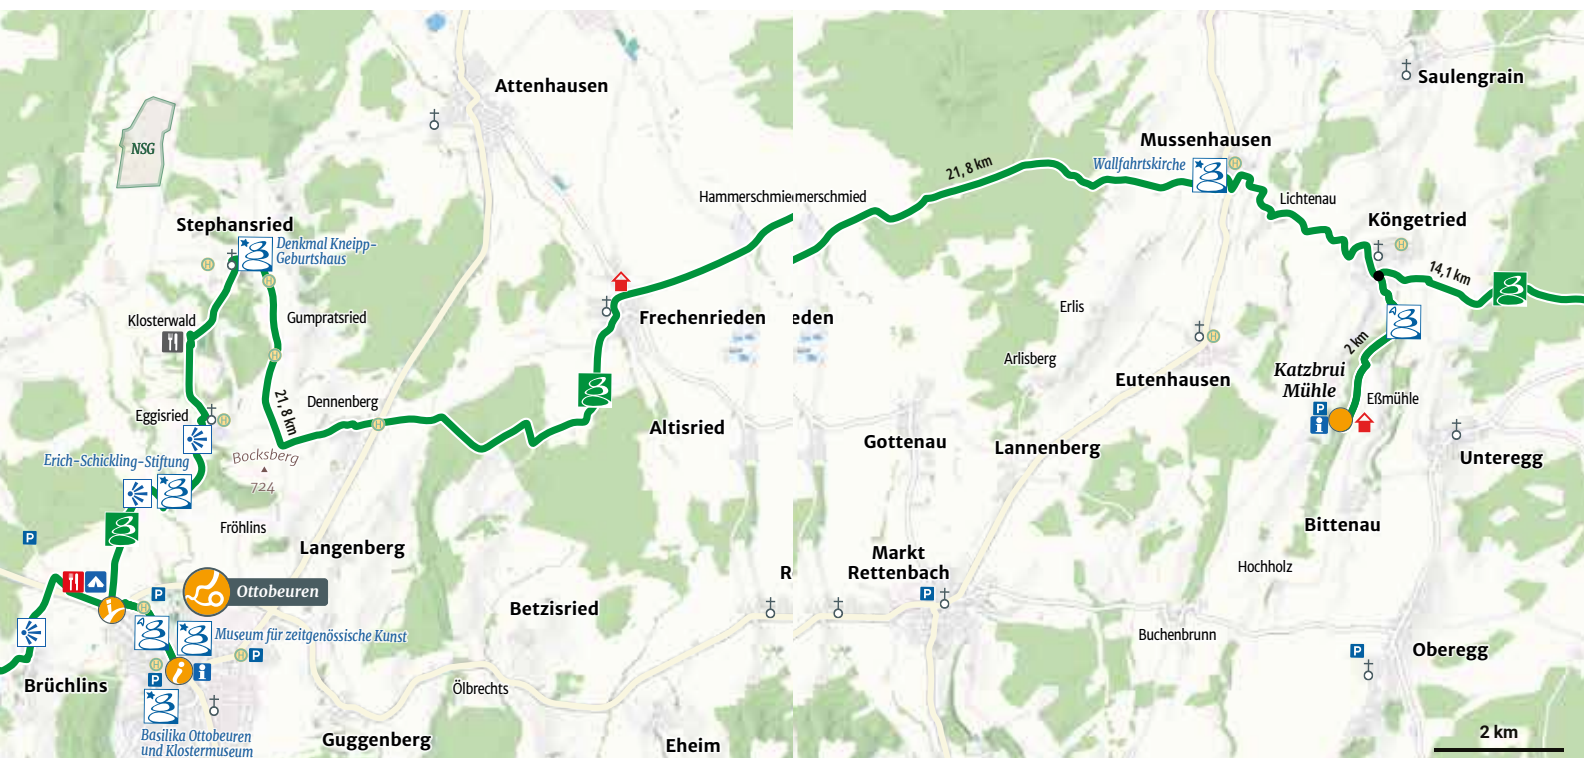 Attenhausen
NSG
Stephansried
Denkmal Kneipp-
Geburtshaus
H
H
Klosterwald
Gumpratsried
H
21,8 km
Eggisried
H
Dennenberg
H
Erich-Schickling-Stiftung
Bocksberg
724
Fröhlins
P
Langenberg
Ottobeuren
P
H
i
A
Museum für zeitgenössische Kunst
H
P
H
i
i
P
Brüchlins
Basilika Ottobeuren
und Klostermuseum
Guggenberg
Ölbrechts
Betzisried
Eheim
R
Hammerschmie
Frechenrieden
Altisried
merschmied
eden
21,8 km
Mussenhausen
Wallfahrtskirche
H
Saulengrain
Lichtenau
Köngetried
H
14,1 km
A
2 km
Erlis
Arlisberg
H
Eutenhausen
Katzbrui
Mühle
P
i
Eßmühle
Gottenau
Lannenberg
Unteregg
Bittenau
Markt
Rettenbach
P
Hochholz
Buchenbrunn
P
Oberegg
2 km